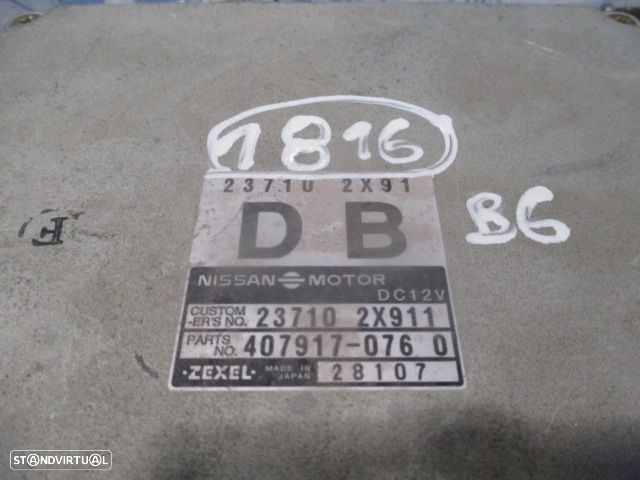 1816
23710 2X91
D B
B6
F
NISSAN MOTOR
DC12V
CUSTOM -ER'S NO. 23710 2X911
PARTS NO. 407917-076 0
·ZEXEL· MADE IN JAPAN 28107
STANDVIRTUAL